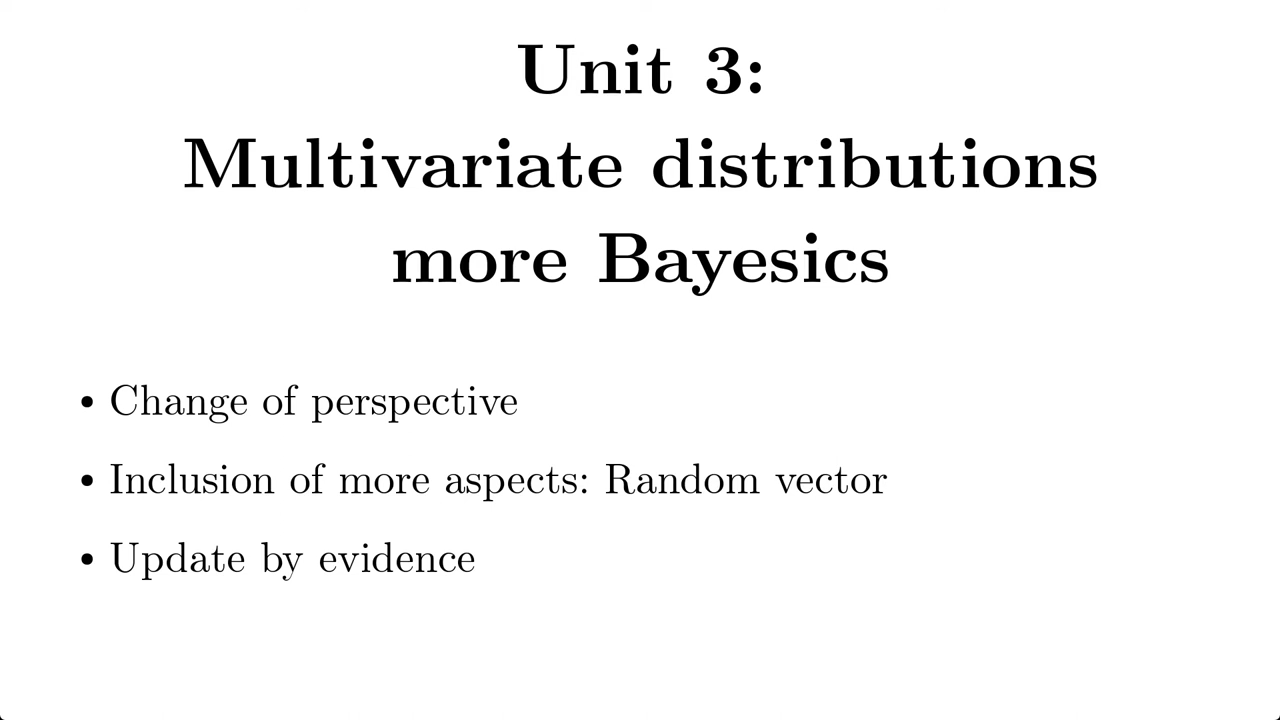 Unit 3:
Multivariate distributions
more Bayesics
• Change of perspective
• Inclusion of more aspects: Random vector
• Update by evidence